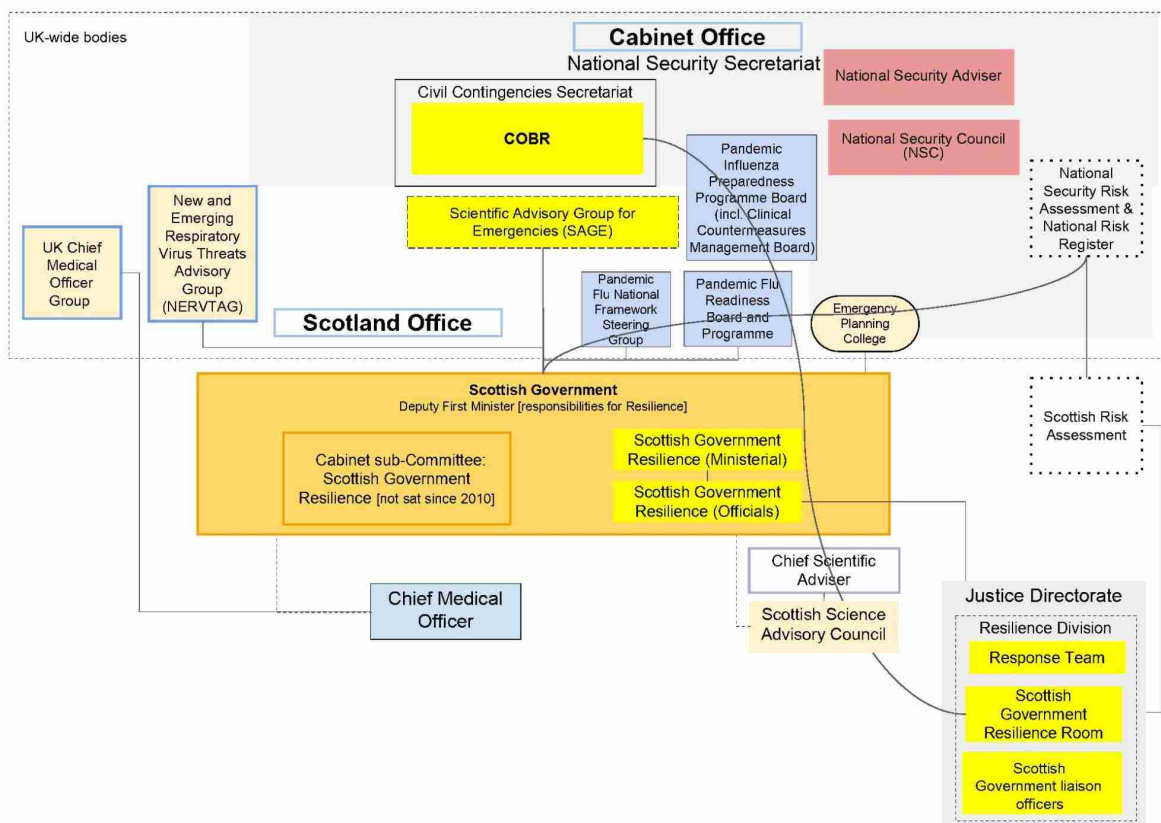 UK-wide bodies
Cabinet Office
National Security Secretariat
Civil Contingencies Secretariat
COBR
National Security Adviser
National Security Council
(NSC)
Pandemic
Influenza
Preparedness
Programme Board
(incl. Clinical
Countermeasures
Management Board)
National
Security Risk
Assessment &
National Risk
Register
New and
Emerging
Respiratory
Virus Threats
Advisory
Group
(NERVTAG)
Scientific Advisory Group for
Emergencies (SAGE)
UK Chief
Medical
Officer
Group
Pandemic
Flu National
Framework
Steering
Group
Pandemic Flu
Readiness
Board and
Programme
Emergency
Planning
College
Scotland Office
Scottish Government
Deputy First Minister [responsibilities for Resilience]
Cabinet sub-Committee:
Scottish Government
Resilience [not sat since 2010]
Scottish Government
Resilience (Ministerial)
Scottish Government
Resilience (Officials)
Scottish Risk
Assessment
Chief Medical
Officer
Chief Scientific
Adviser
Scottish Science
Advisory Council
Justice Directorate
Resilience Division
Response Team
Scottish
Government
Resilience Room
Scottish
Government liaison
officers